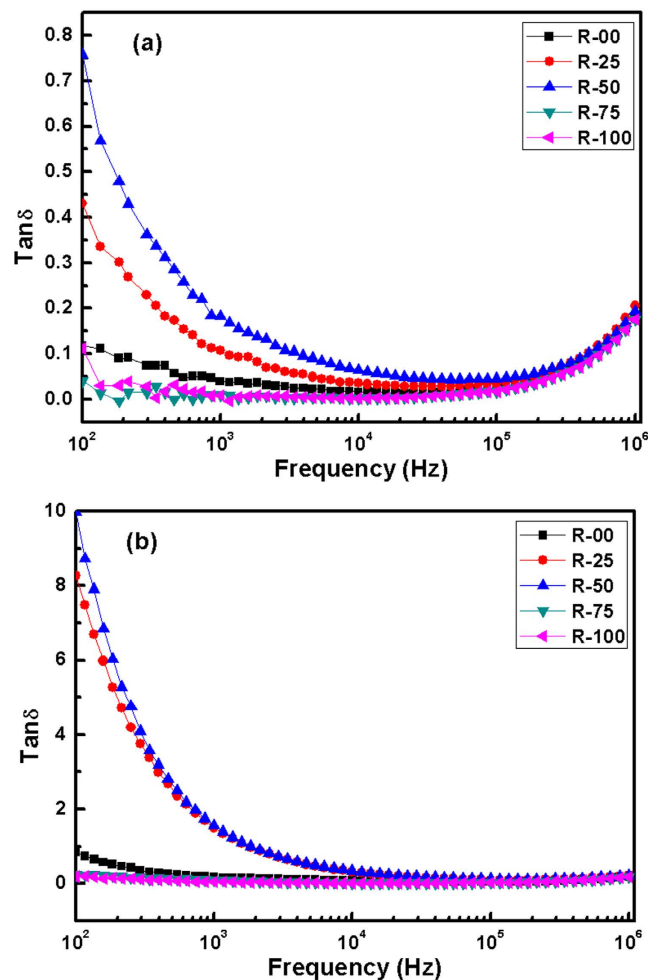 (a)
R-00
R-25
R-50
R-75
R-100
0.8
0.7
0.6
0.5
0.4
0.3
0.2
0.1
0.0
Tanδ
10² 10³ 10⁴ 10⁵ 10⁶
Frequency (Hz)
(b)
R-00
R-25
R-50
R-75
R-100
10
8
6
4
2
0
Tanδ
10² 10³ 10⁴ 10⁵ 10⁶
Frequency (Hz)